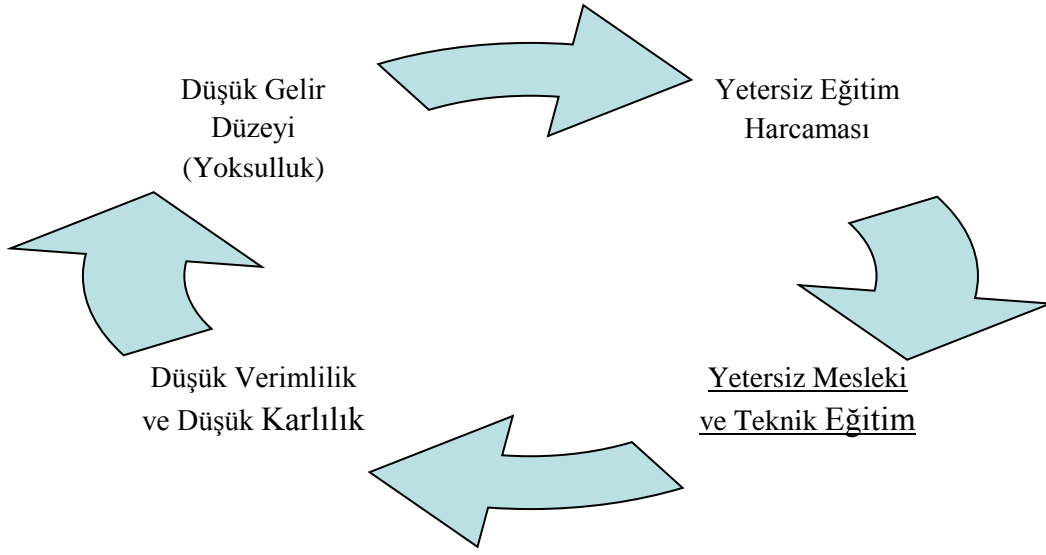 Düşük Gelir
Düzeyi
(Yoksulluk)
Yetersiz Eğitim
Harcaması
Düşük Verimlilik
ve Düşük Karlılık
Yetersiz Mesleki
ve Teknik Eğitim